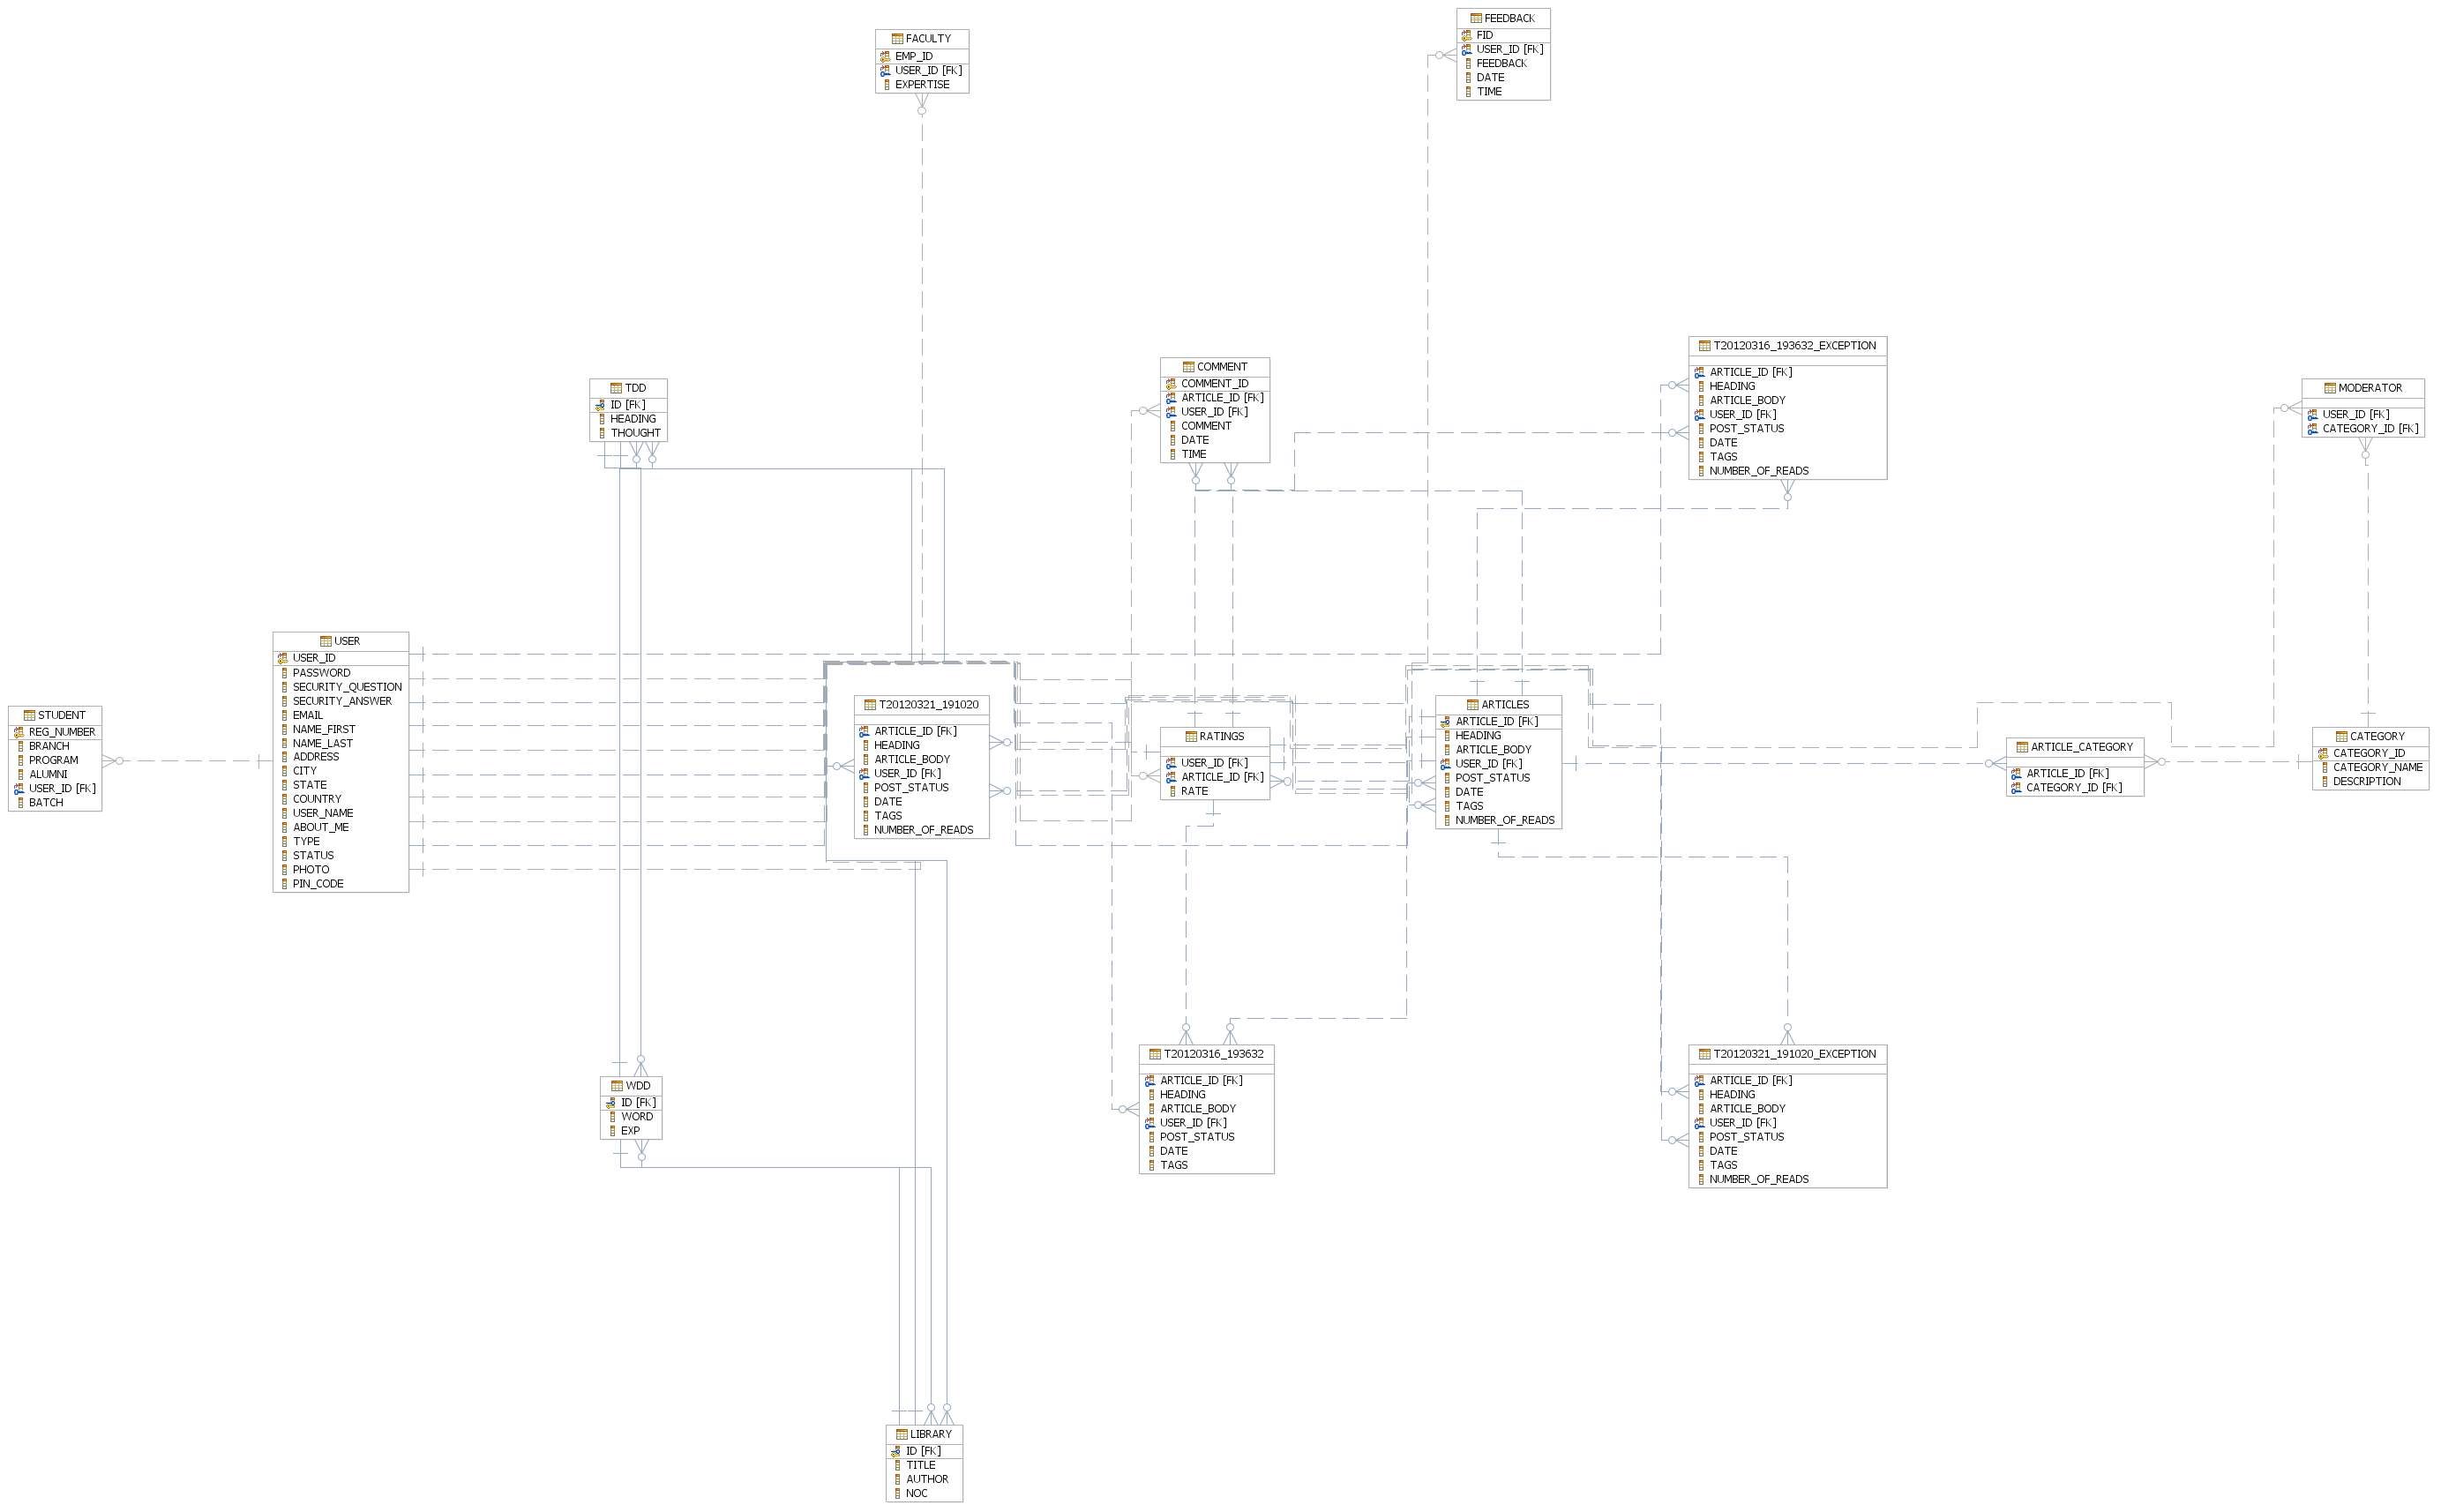 FEEDBACK
FID
USER_ID [FK]
FEEDBACK
DATE
TIME
FACULTY
EMP_ID
USER_ID [FK]
EXPERTISE
T20120316_193632_EXCEPTION
ARTICLE_ID [FK]
HEADING
ARTICLE_BODY
USER_ID [FK]
POST_STATUS
DATE
TAGS
NUMBER_OF_READS
COMMENT
COMMENT_ID
ARTICLE_ID [FK]
USER_ID [FK]
COMMENT
DATE
TIME
TDD
ID [FK]
HEADING
THOUGHT
MODERATOR
USER_ID [FK]
CATEGORY_ID [FK]
USER
USER_ID
PASSWORD
SECURITY_QUESTION
SECURITY_ANSWER
EMAIL
NAME_FIRST
NAME_LAST
ADDRESS
CITY
STATE
COUNTRY
USER_NAME
ABOUT_ME
TYPE
STATUS
PHOTO
PIN_CODE
STUDENT
REG_NUMBER
BRANCH
PROGRAM
ALUMNI
USER_ID [FK]
BATCH
T20120321_191020
ARTICLE_ID [FK]
HEADING
ARTICLE_BODY
USER_ID [FK]
POST_STATUS
DATE
TAGS
NUMBER_OF_READS
RATINGS
USER_ID [FK]
ARTICLE_ID [FK]
RATE
ARTICLES
ARTICLE_ID [FK]
HEADING
ARTICLE_BODY
USER_ID [FK]
POST_STATUS
DATE
TAGS
NUMBER_OF_READS
ARTICLE_CATEGORY
ARTICLE_ID [FK]
CATEGORY_ID [FK]
CATEGORY
CATEGORY_ID
CATEGORY_NAME
DESCRIPTION
WDD
ID [FK]
WORD
EXP
T20120316_193632
ARTICLE_ID [FK]
HEADING
ARTICLE_BODY
USER_ID [FK]
POST_STATUS
DATE
TAGS
T20120321_191020_EXCEPTION
ARTICLE_ID [FK]
HEADING
ARTICLE_BODY
USER_ID [FK]
POST_STATUS
DATE
TAGS
NUMBER_OF_READS
LIBRARY
ID [FK]
TITLE
AUTHOR
NOC